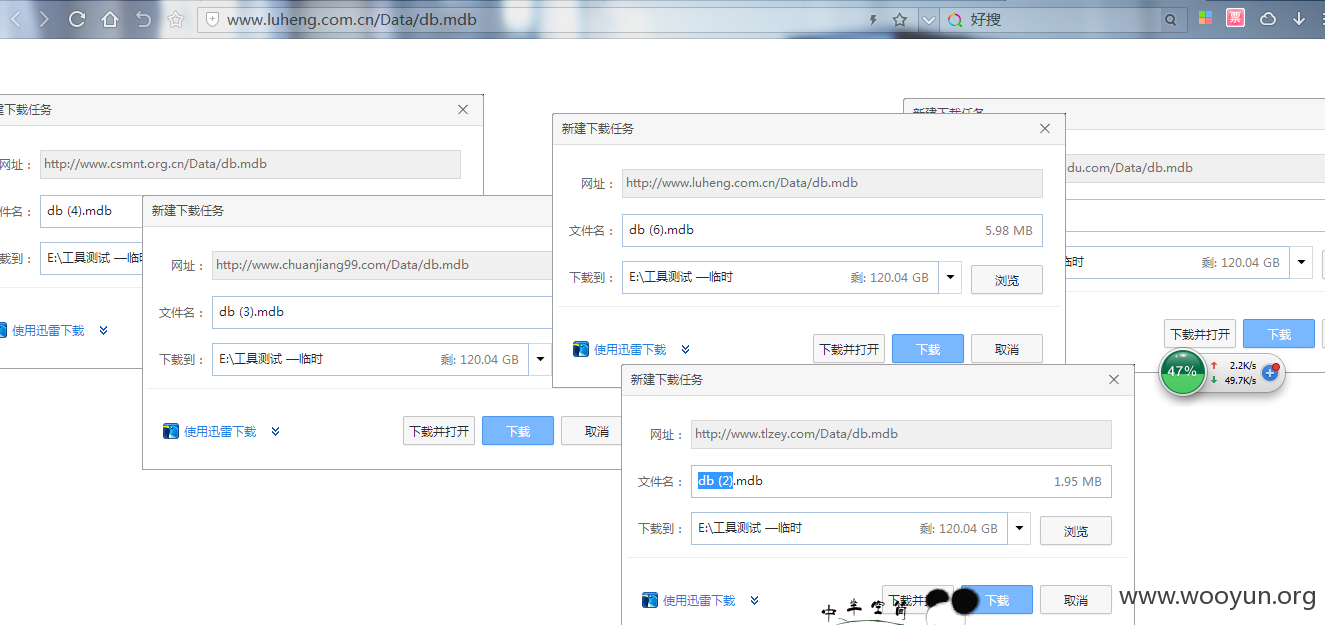 www.luheng.com.cn/Data/db.mdb
好搜
票
建下载任务
网址： http://www.csmnt.org.cn/Data/db.mdb
件名： db (4).mdb
载到： E:\工具测试 —临时
使用迅雷下载
新建下载任务
网址： http://www.chuanjiang99.com/Data/db.mdb
文件名： db (3).mdb
下载到： E:\工具测试 —临时 剩: 120.04 GB
使用迅雷下载 下载并打开 下载 取消
新建下载任务
网址： http://www.luheng.com.cn/Data/db.mdb
文件名： db (6).mdb 5.98 MB
下载到： E:\工具测试 —临时 剩: 120.04 GB 浏览
使用迅雷下载 下载并打开 下载 取消
新建下载任务
du.com/Data/db.mdb
临时 剩: 120.04 GB
下载并打开 下载
47% 2.2K/s
49.7K/s
新建下载任务
网址： http://www.tlzey.com/Data/db.mdb
文件名： db (2).mdb 1.95 MB
下载到： E:\工具测试 —临时 剩: 120.04 GB 浏览
使用迅雷下载 下载并 下载 取消
www.wooyun.org